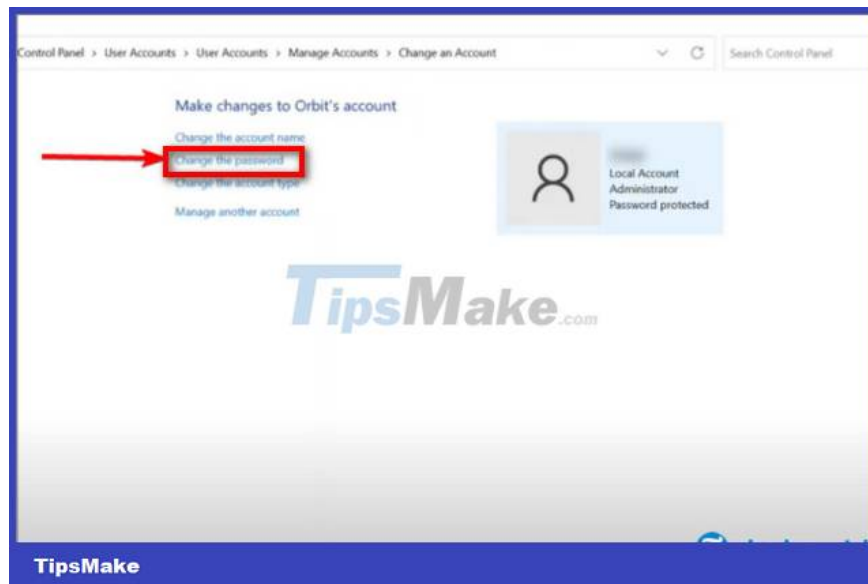 Control Panel > User Accounts > User Accounts > Manage Accounts > Change an Account
Search Control Panel
Make changes to Orbit's account
Change the account name
Change the password
Change the account type
Manage another account
Local Account
Administrator
Password protected
TipsMake.com
TipsMake